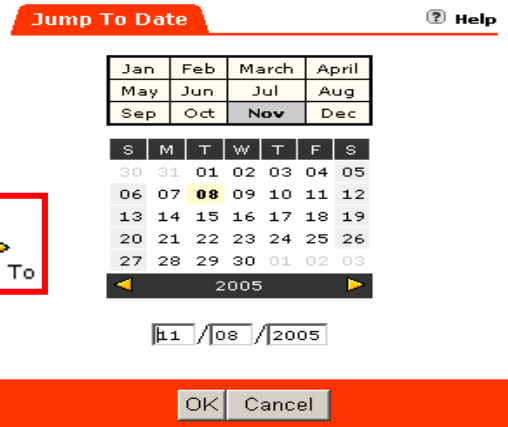 Jump To Date
? Help
Jan Feb March April
May Jun Jul Aug
Sep Oct Nov Dec
S M T W T F S
30 31 01 02 03 04 05
06 07 08 09 10 11 12
13 14 15 16 17 18 19
20 21 22 23 24 25 26
27 28 29 30 01 02 03
To
2005
11 / 08 / 2005
OK Cancel